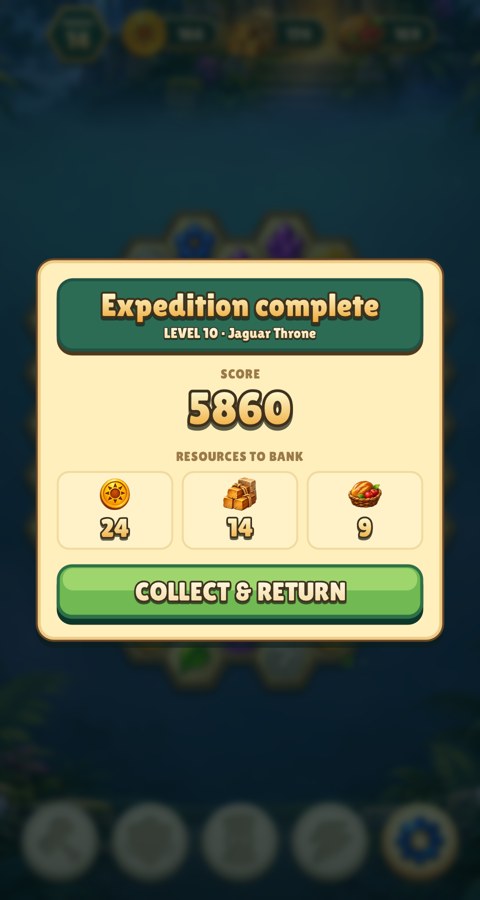 Expedition complete
LEVEL 10 · Jaguar Throne
SCORE
5860
RESOURCES TO BANK
24
14
9
COLLECT & RETURN